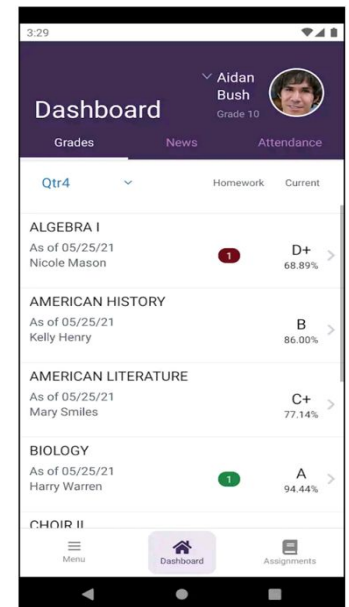 3:29
Aidan
Bush
Dashboard
Grade 10
Grades News Attendance
Qtr4 Homework Current
ALGEBRA I
As of 05/25/21
Nicole Mason
1
D+
68.89%
AMERICAN HISTORY
As of 05/25/21
Kelly Henry
B
86.00%
AMERICAN LITERATURE
As of 05/25/21
Mary Smiles
C+
77.14%
BIOLOGY
As of 05/25/21
Harry Warren
1
A
94.44%
CHOIR II
Menu Dashboard Assignments